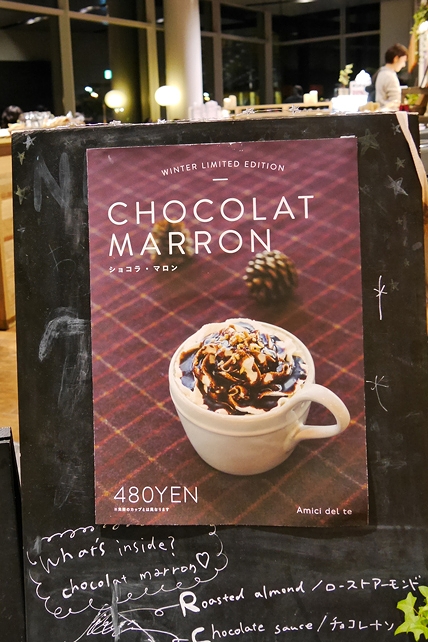 WINTER LIMITED EDITION
CHOCOLAT
MARRON
ショコラ・マロン
480YEN
Amici del te
What's inside?
chocolat marron♡
Roasted almond / ローストアーモンド
Chocolate sauce / チョコレートソ